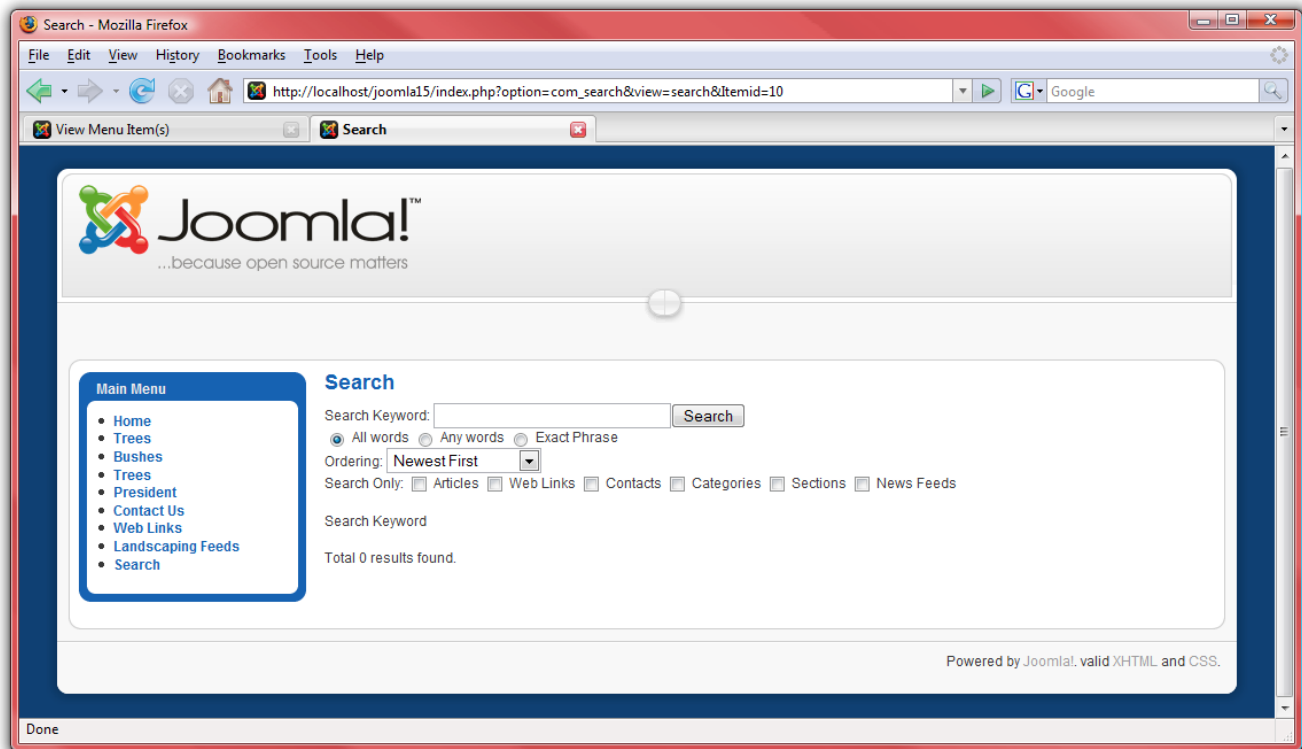 Search - Mozilla Firefox
File Edit View History Bookmarks Tools Help
http://localhost/joomla15/index.php?option=com_search&view=search&Itemid=10
G Google
View Menu Item(s) Search
Joomla!™
...because open source matters
Main Menu
Home
Trees
Bushes
Trees
President
Contact Us
Web Links
Landscaping Feeds
Search
Search
Search Keyword: Search
All words Any words Exact Phrase
Ordering: Newest First
Search Only: Articles Web Links Contacts Categories Sections News Feeds
Search Keyword
Total 0 results found.
Powered by Joomla!. valid XHTML and CSS.
Done